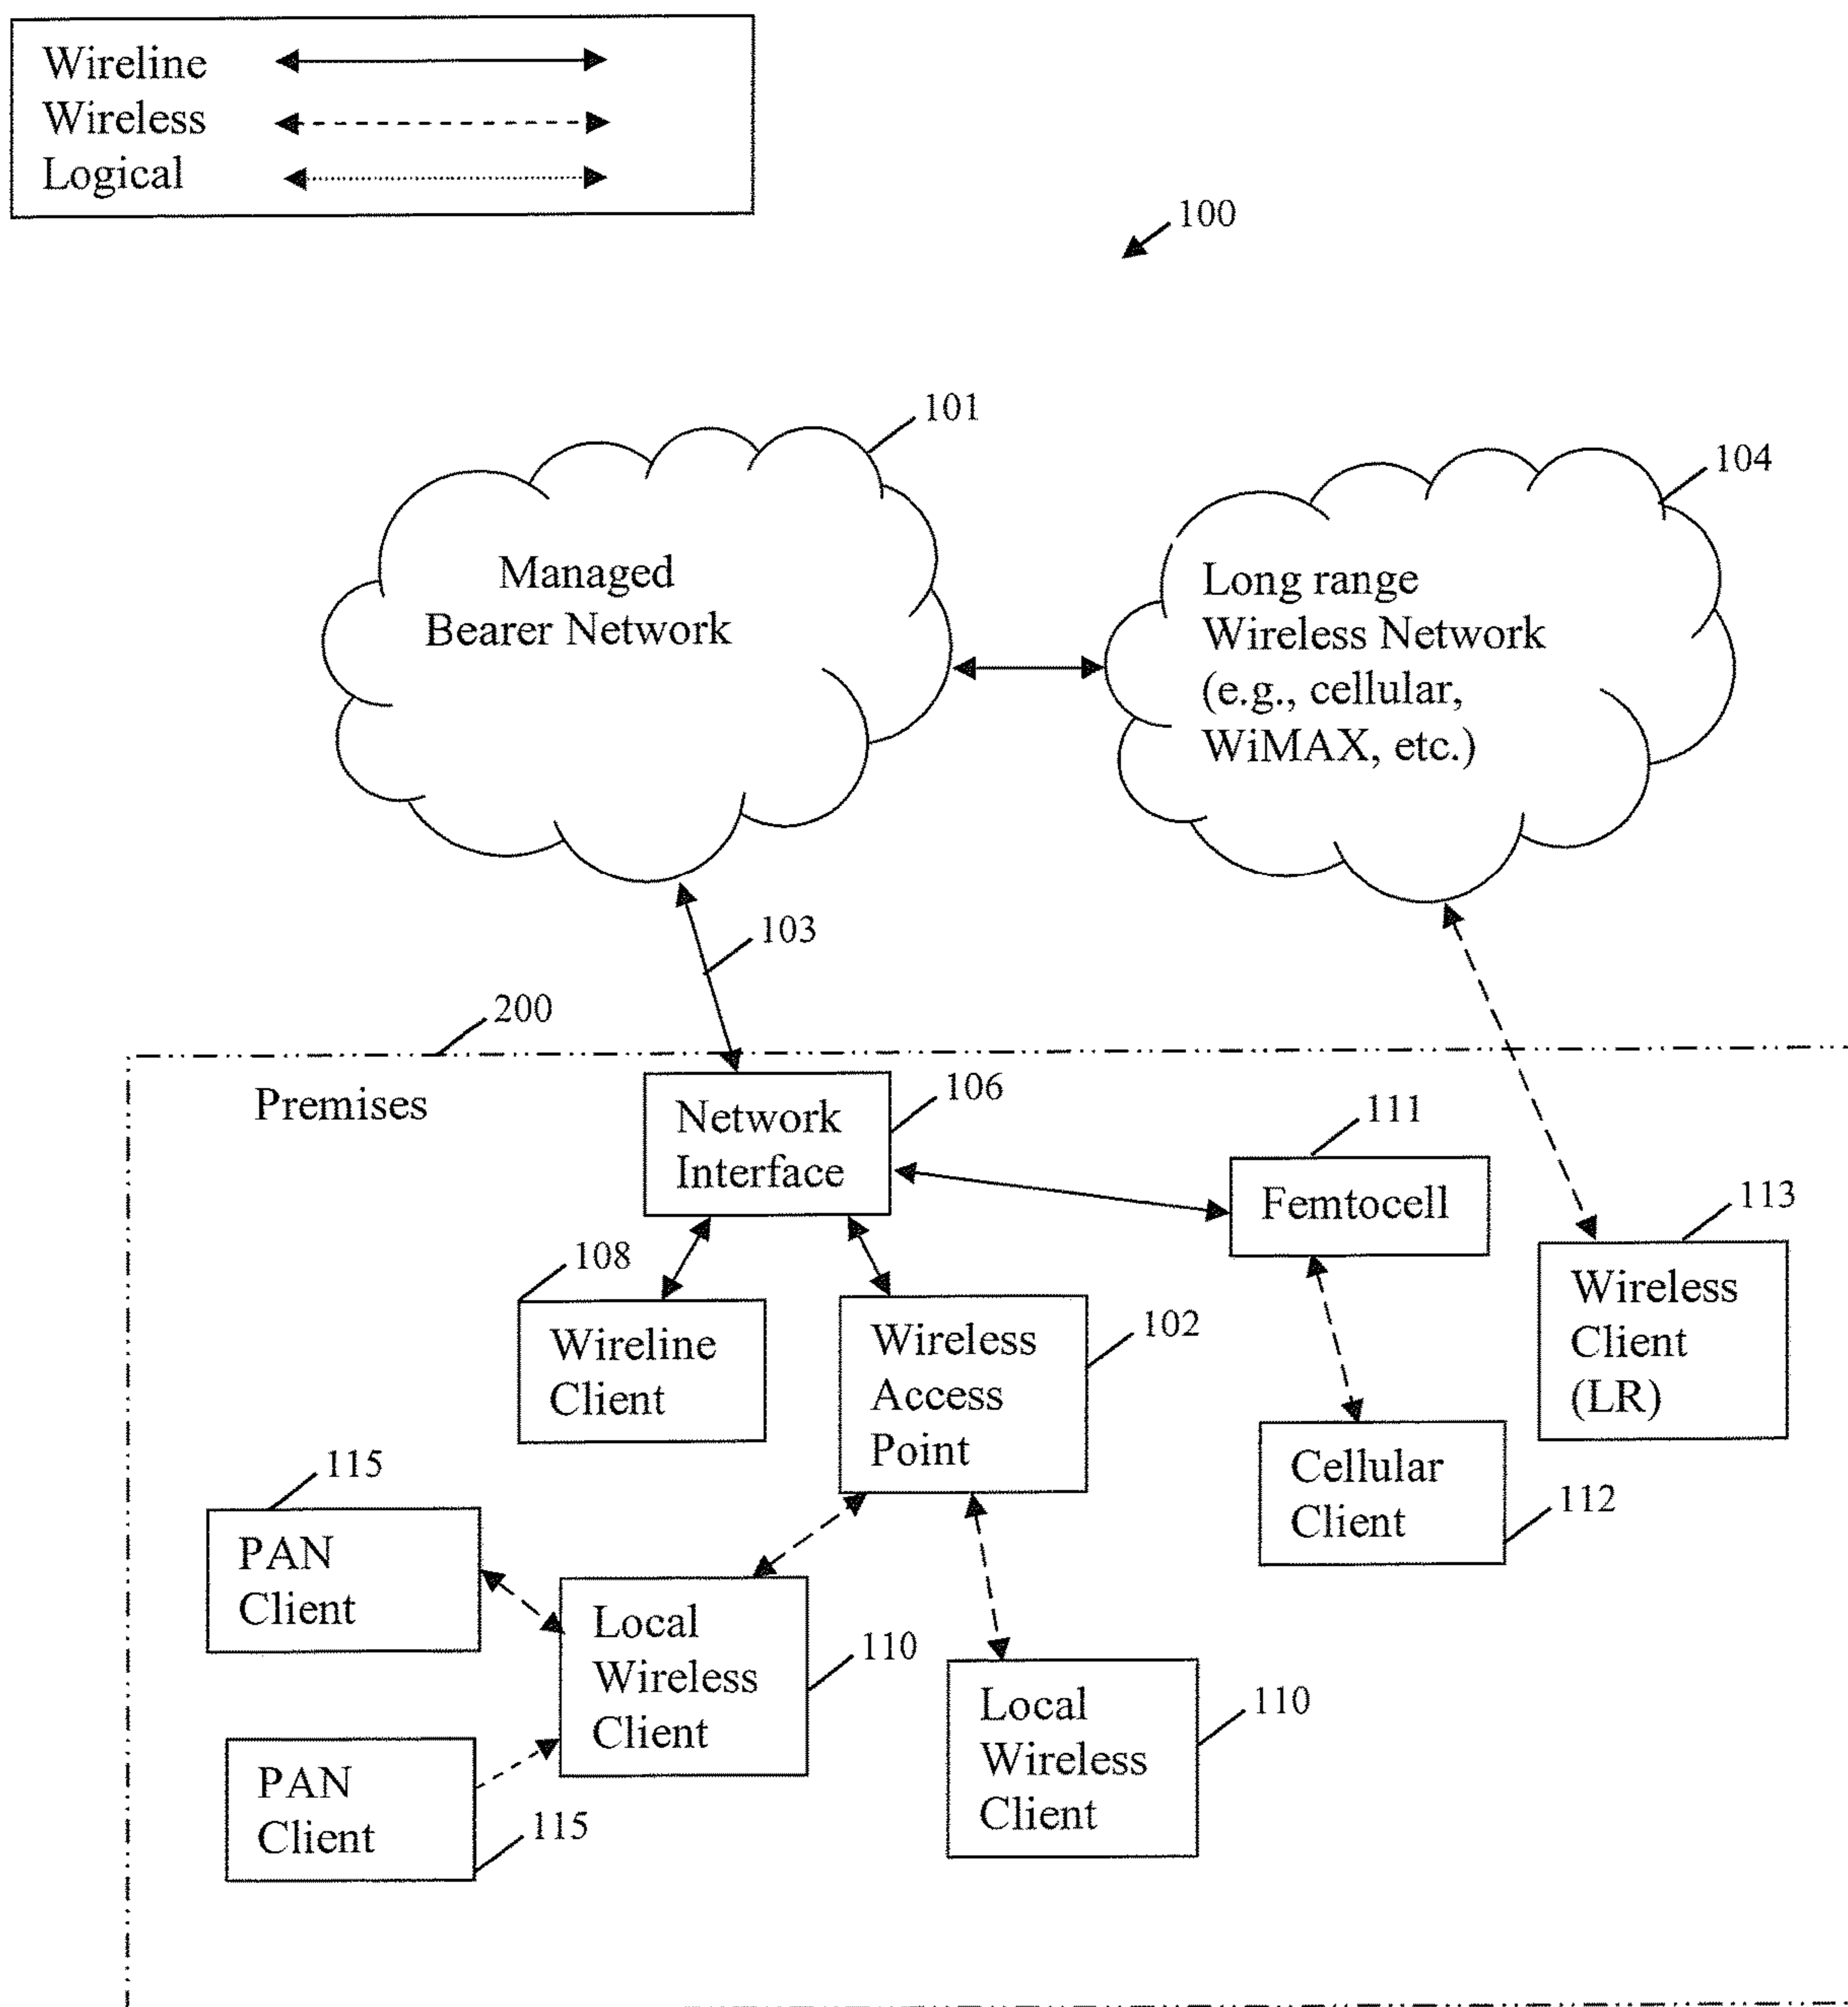 Wireline
Wireless
Logical
100
101
104
Managed
Bearer Network
Long range
Wireless Network
(e.g., cellular,
WiMAX, etc.)
103
200
Premises
106
Network
Interface
111
Femtocell
113
Wireless
Client
(LR)
108
Wireline
Client
102
Wireless
Access
Point
Cellular
Client
112
115
PAN
Client
Local
Wireless
Client
110
Local
Wireless
Client
110
PAN
Client
115